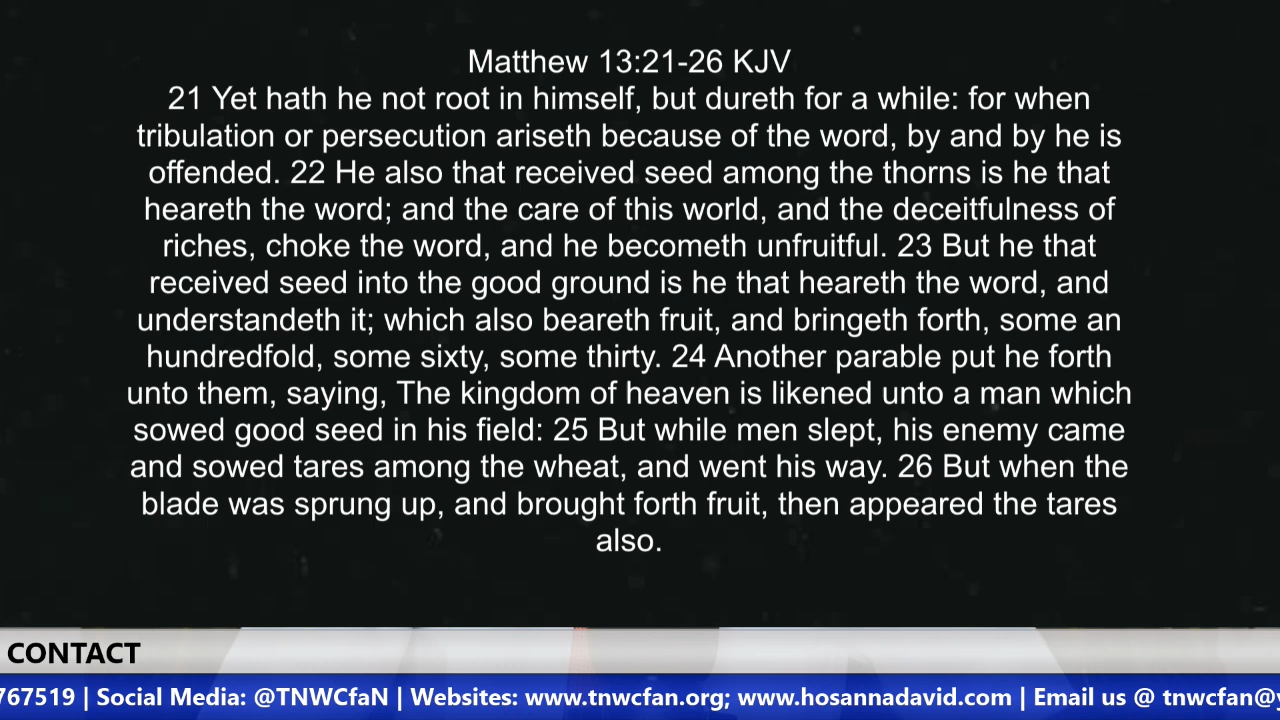 Matthew 13:21-26 KJV
21 Yet hath he not root in himself, but dureth for a while: for when
tribulation or persecution ariseth because of the word, by and by he is
offended. 22 He also that received seed among the thorns is he that
heareth the word; and the care of this world, and the deceitfulness of
riches, choke the word, and he becometh unfruitful. 23 But he that
received seed into the good ground is he that heareth the word, and
understandeth it; which also beareth fruit, and bringeth forth, some an
hundredfold, some sixty, some thirty. 24 Another parable put he forth
unto them, saying, The kingdom of heaven is likened unto a man which
sowed good seed in his field: 25 But while men slept, his enemy came
and sowed tares among the wheat, and went his way. 26 But when the
blade was sprung up, and brought forth fruit, then appeared the tares
also.
CONTACT
767519 | Social Media: @TNWCfaN | Websites: www.tnwcfan.org; www.hosannadavid.com | Email us @ tnwcfan@